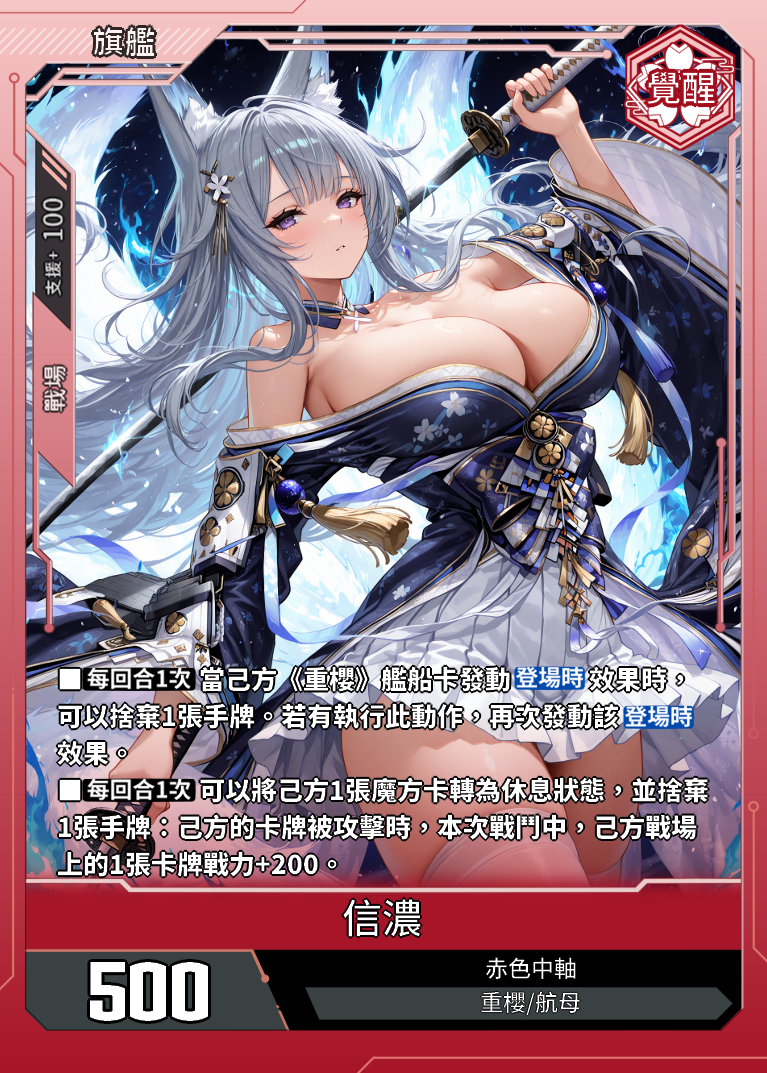 旗艦
覺醒
支援+ 100
戰場
■每回合1次當己方《重櫻》艦船卡發動登場時效果時，
可以捨棄1張手牌。若有執行此動作，再次發動該登場時
效果。
■每回合1次可以將己方1張魔方卡轉為休息狀態，並捨棄
1張手牌：己方的卡牌被攻擊時，本次戰鬥中，己方戰場
上的1張卡牌戰力+200。
信濃
500
赤色中軸
重櫻/航母